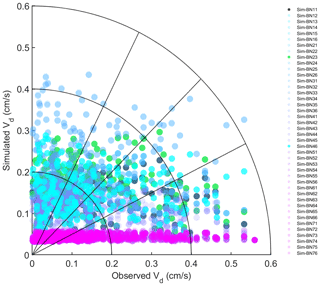 0.6
0.5
0.4
0.3
0.2
0.1
0
Simulated Vd (cm/s)
0 0.1 0.2 0.3 0.4 0.5 0.6
Observed Vd (cm/s)
Sim-BN11
Sim-BN12
Sim-BN13
Sim-BN14
Sim-BN15
Sim-BN16
Sim-BN21
Sim-BN22
Sim-BN23
Sim-BN24
Sim-BN25
Sim-BN26
Sim-BN31
Sim-BN32
Sim-BN33
Sim-BN34
Sim-BN35
Sim-BN36
Sim-BN41
Sim-BN42
Sim-BN43
Sim-BN44
Sim-BN45
Sim-BN46
Sim-BN51
Sim-BN52
Sim-BN53
Sim-BN54
Sim-BN55
Sim-BN56
Sim-BN61
Sim-BN62
Sim-BN63
Sim-BN64
Sim-BN65
Sim-BN66
Sim-BN71
Sim-BN72
Sim-BN73
Sim-BN74
Sim-BN75
Sim-BN76